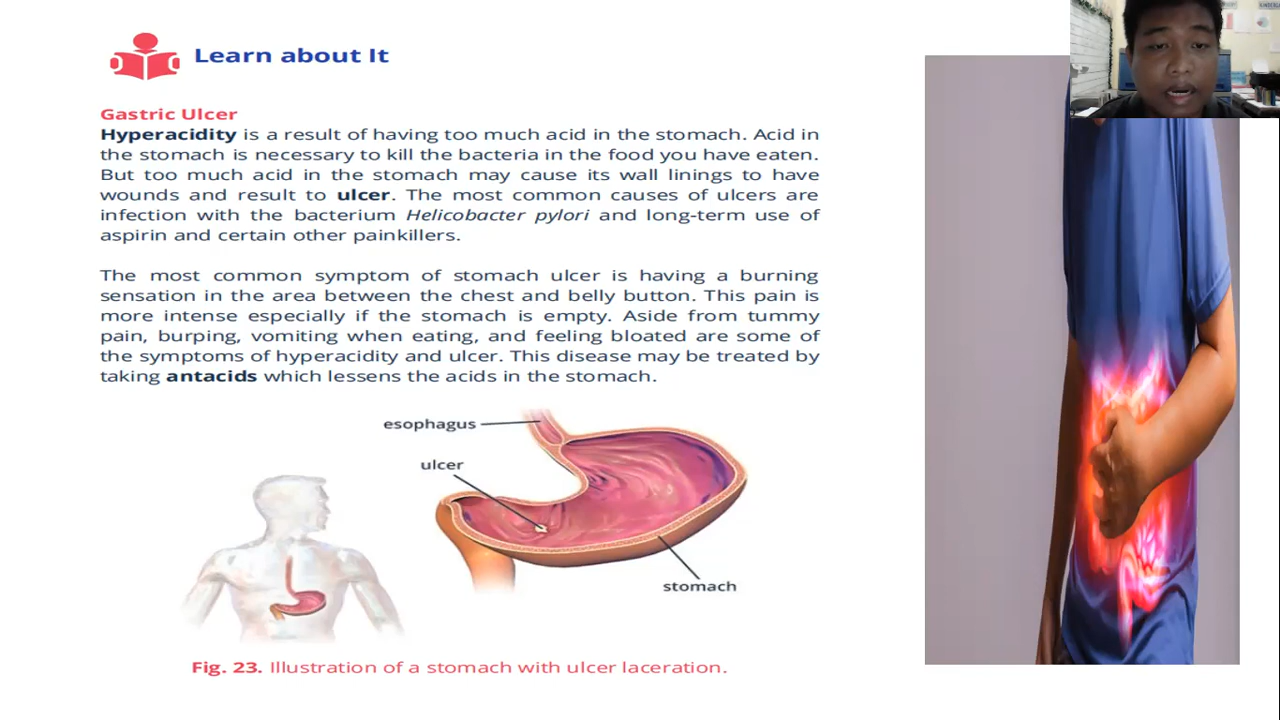 Learn about It
Gastric Ulcer
Hyperacidity is a result of having too much acid in the stomach. Acid in
the stomach is necessary to kill the bacteria in the food you have eaten.
But too much acid in the stomach may cause its wall linings to have
wounds and result to ulcer. The most common causes of ulcers are
infection with the bacterium Helicobacter pylori and long-term use of
aspirin and certain other painkillers.
The most common symptom of stomach ulcer is having a burning
sensation in the area between the chest and belly button. This pain is
more intense especially if the stomach is empty. Aside from tummy
pain, burping, vomiting when eating, and feeling bloated are some of
the symptoms of hyperacidity and ulcer. This disease may be treated by
taking antacids which lessens the acids in the stomach.
esophagus
ulcer
stomach
Fig. 23. Illustration of a stomach with ulcer laceration.